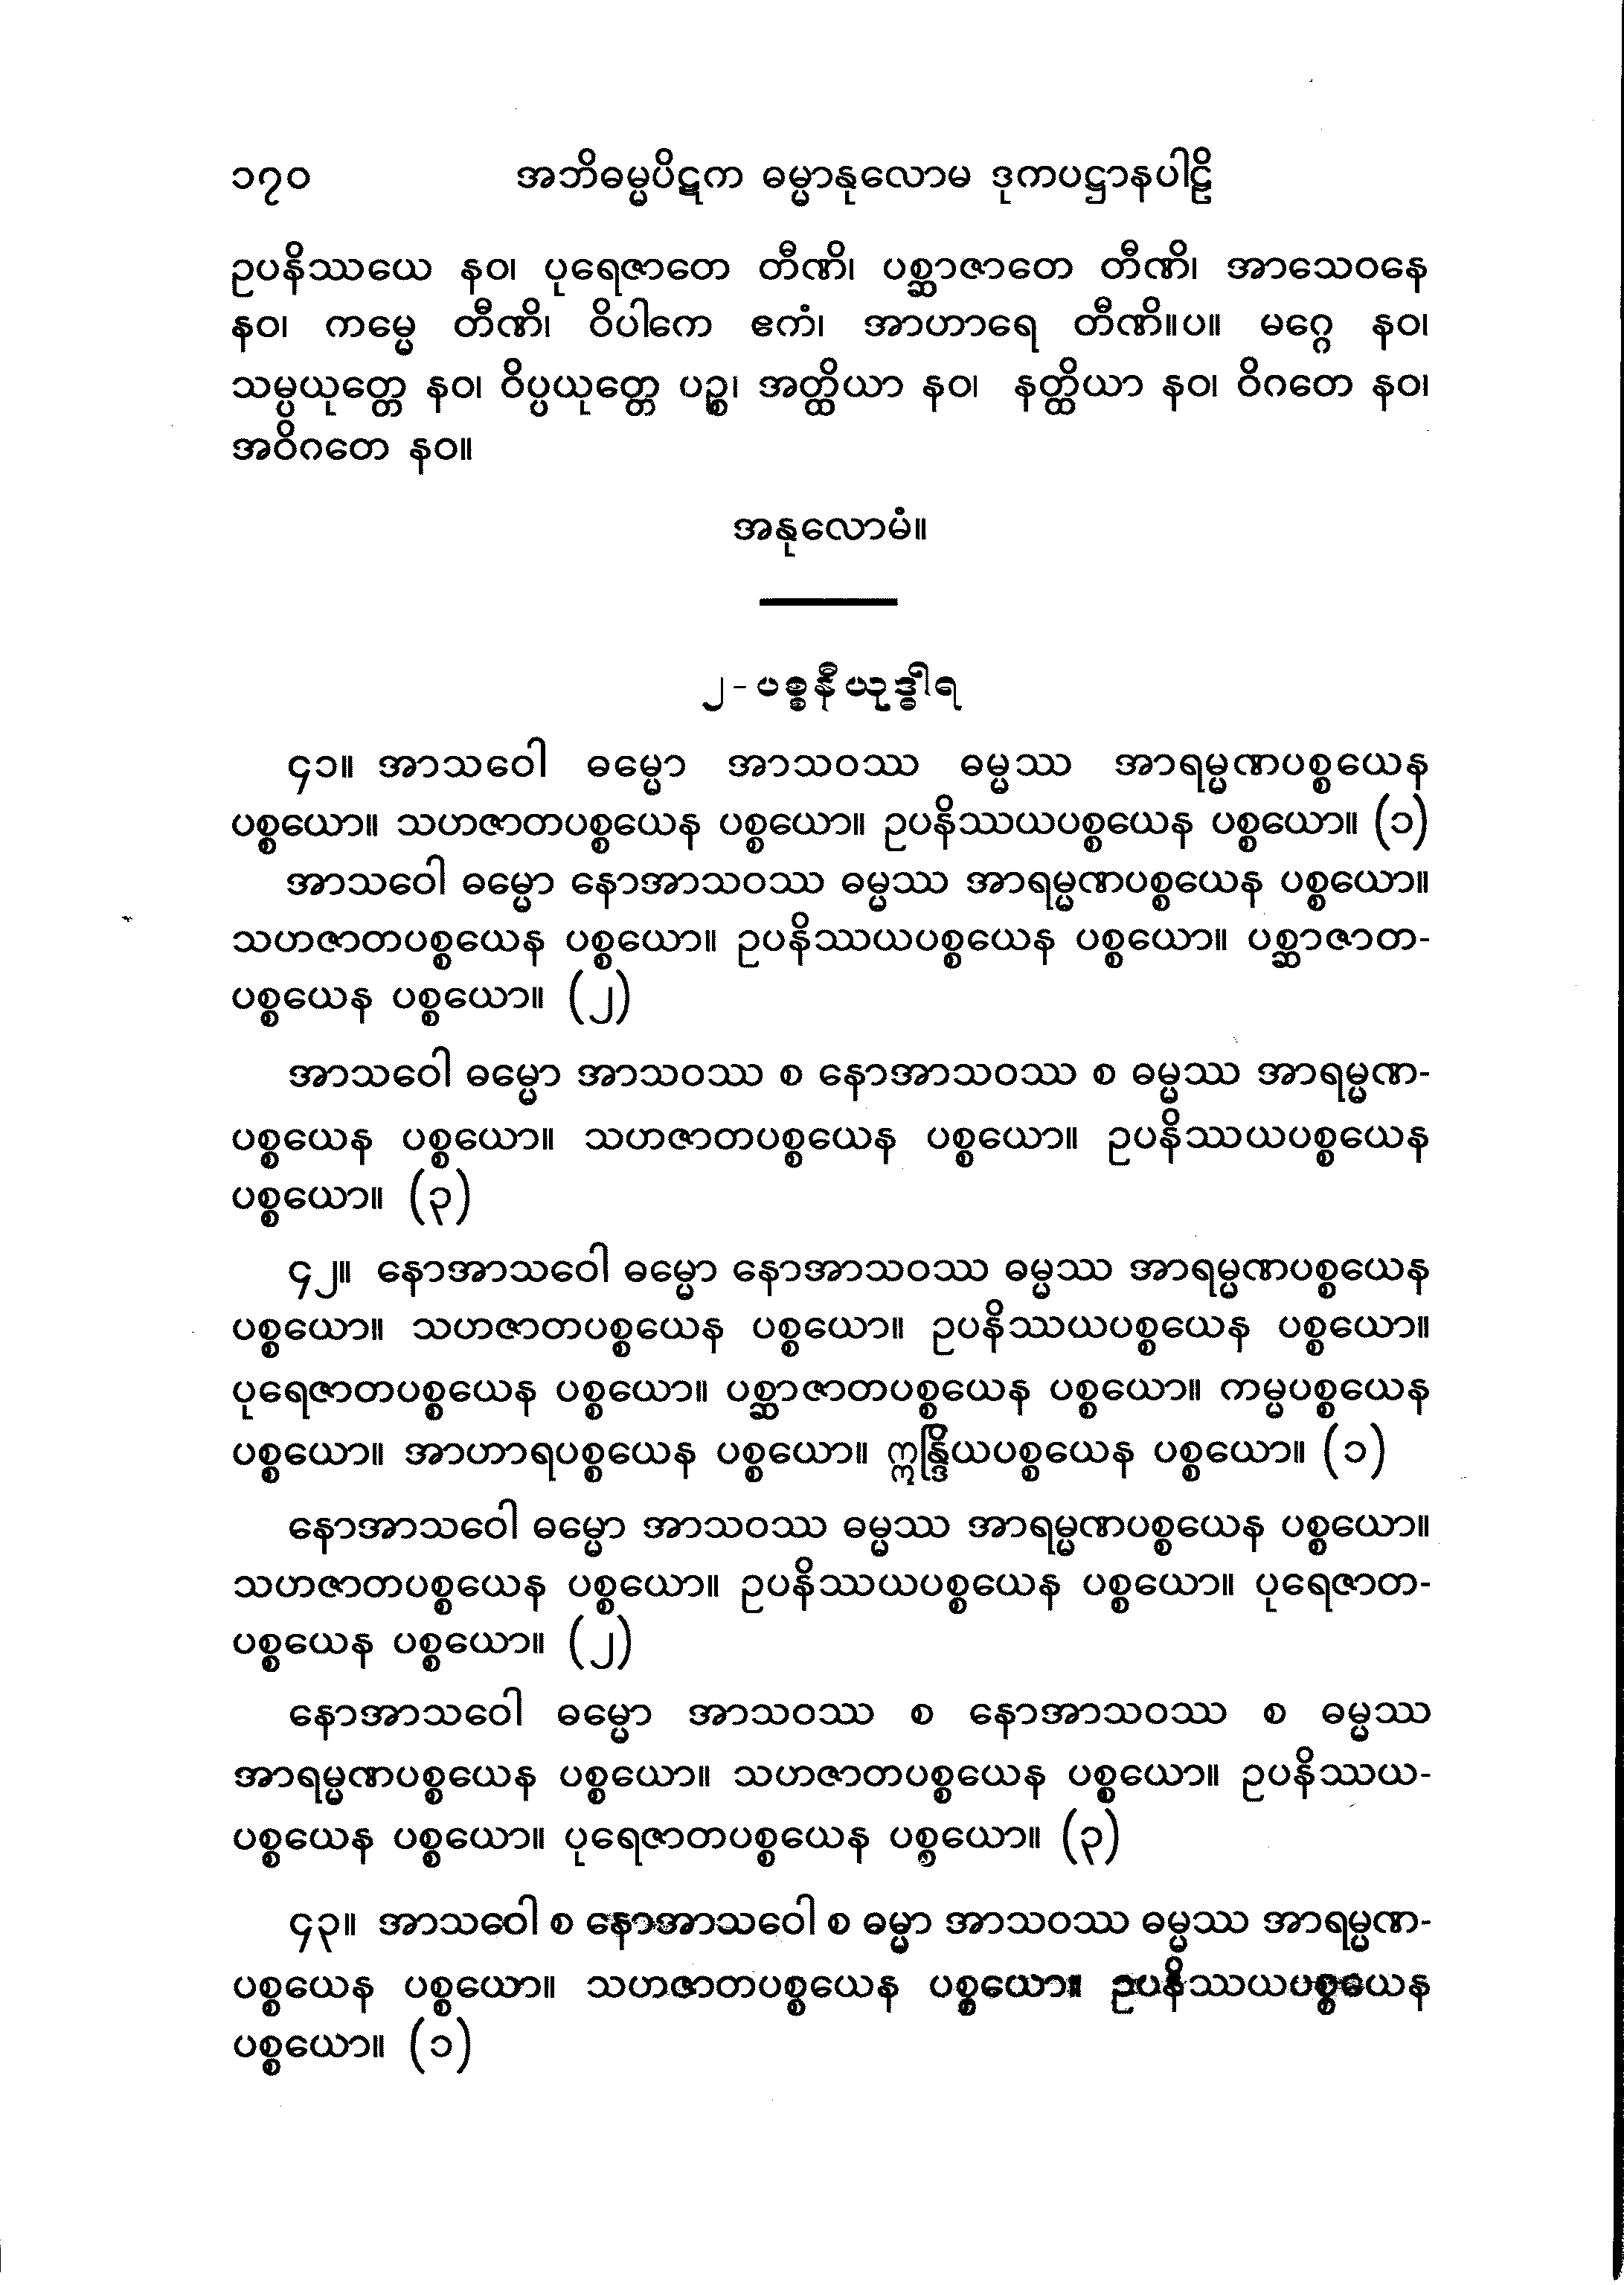 ၁၇၀ အဘိဓမ္မပိဋက ဓမ္မာနုလောမ ဒုကပဋ္ဌာနပါဠိ
ဥပနိဿယေ နဝ၊ ပုရေဇာတေ တီဏိ၊ ပစ္ဆာဇာတေ တီဏိ၊ အာသေဝနေ
နဝ၊ ကမ္မေ တီဏိ၊ ဝိပါကေ ဧကံ၊ အာဟာရေ တီဏိ။ပ။ မဂ္ဂေ နဝ၊
သမ္ပယုတ္တေ နဝ၊ ဝိပ္ပယုတ္တေ ပဉ္စ၊ အတ္ထိယာ နဝ၊ နတ္ထိယာ နဝ၊ ဝိဂတေ နဝ၊
အဝိဂတေ နဝ။
အနုလောမံ။
၂-ပစ္စနီယုဒ္ဓါရ
၄၁။ အာသဝေါ ဓမ္မော အာသဝဿ ဓမ္မဿ အာရမ္မဏပစ္စယေန
ပစ္စယော။ သဟဇာတပစ္စယေန ပစ္စယော။ ဥပနိဿယပစ္စယေန ပစ္စယော။ (၁)
အာသဝေါ ဓမ္မော နောအာသဝဿ ဓမ္မဿ အာရမ္မဏပစ္စယေန ပစ္စယော။
သဟဇာတပစ္စယေန ပစ္စယော။ ဥပနိဿယပစ္စယေန ပစ္စယော။ ပစ္ဆာဇာတ-
ပစ္စယေန ပစ္စယော။ (၂)
အာသဝေါ ဓမ္မော အာသဝဿ စ နောအာသဝဿ စ ဓမ္မဿ အာရမ္မဏ-
ပစ္စယေန ပစ္စယော။ သဟဇာတပစ္စယေန ပစ္စယော။ ဥပနိဿယပစ္စယေန
ပစ္စယော။ (၃)
၄၂။ နောအာသဝေါ ဓမ္မော နောအာသဝဿ ဓမ္မဿ အာရမ္မဏပစ္စယေန
ပစ္စယော။ သဟဇာတပစ္စယေန ပစ္စယော။ ဥပနိဿယပစ္စယေန ပစ္စယော။
ပုရေဇာတပစ္စယေန ပစ္စယော။ ပစ္ဆာဇာတပစ္စယေန ပစ္စယော။ ကမ္မပစ္စယေန
ပစ္စယော။ အာဟာရပစ္စယေန ပစ္စယော။ ဣန္ဒြိယပစ္စယေန ပစ္စယော။ (၁)
နောအာသဝေါ ဓမ္မော အာသဝဿ ဓမ္မဿ အာရမ္မဏပစ္စယေန ပစ္စယော။
သဟဇာတပစ္စယေန ပစ္စယော။ ဥပနိဿယပစ္စယေန ပစ္စယော။ ပုရေဇာတ-
ပစ္စယေန ပစ္စယော။ (၂)
နောအာသဝေါ ဓမ္မော အာသဝဿ စ နောအာသဝဿ စ ဓမ္မဿ
အာရမ္မဏပစ္စယေန ပစ္စယော။ သဟဇာတပစ္စယေန ပစ္စယော။ ဥပနိဿယ-
ပစ္စယေန ပစ္စယော။ ပုရေဇာတပစ္စယေန ပစ္စယော။ (၃)
၄၃။ အာသဝေါ စ နောအာသဝေါ စ ဓမ္မာ အာသဝဿ ဓမ္မဿ အာရမ္မဏ-
ပစ္စယေန ပစ္စယော။ သဟဇာတပစ္စယေန ပစ္စယော။ ဥပနိဿယပစ္စယေန
ပစ္စယော။ (၁)